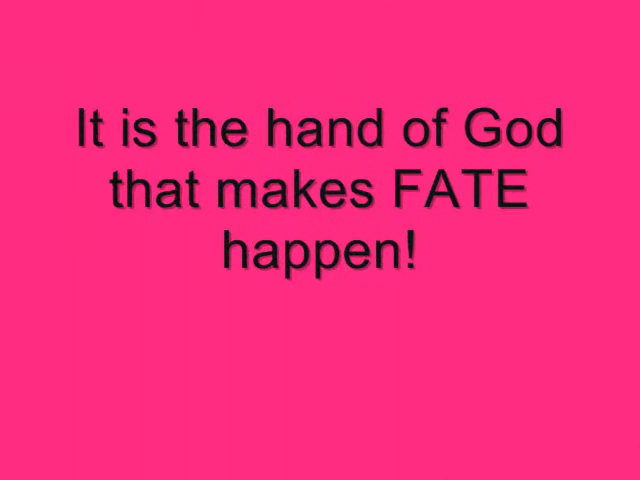 It is the hand of God
that makes FATE
happen!